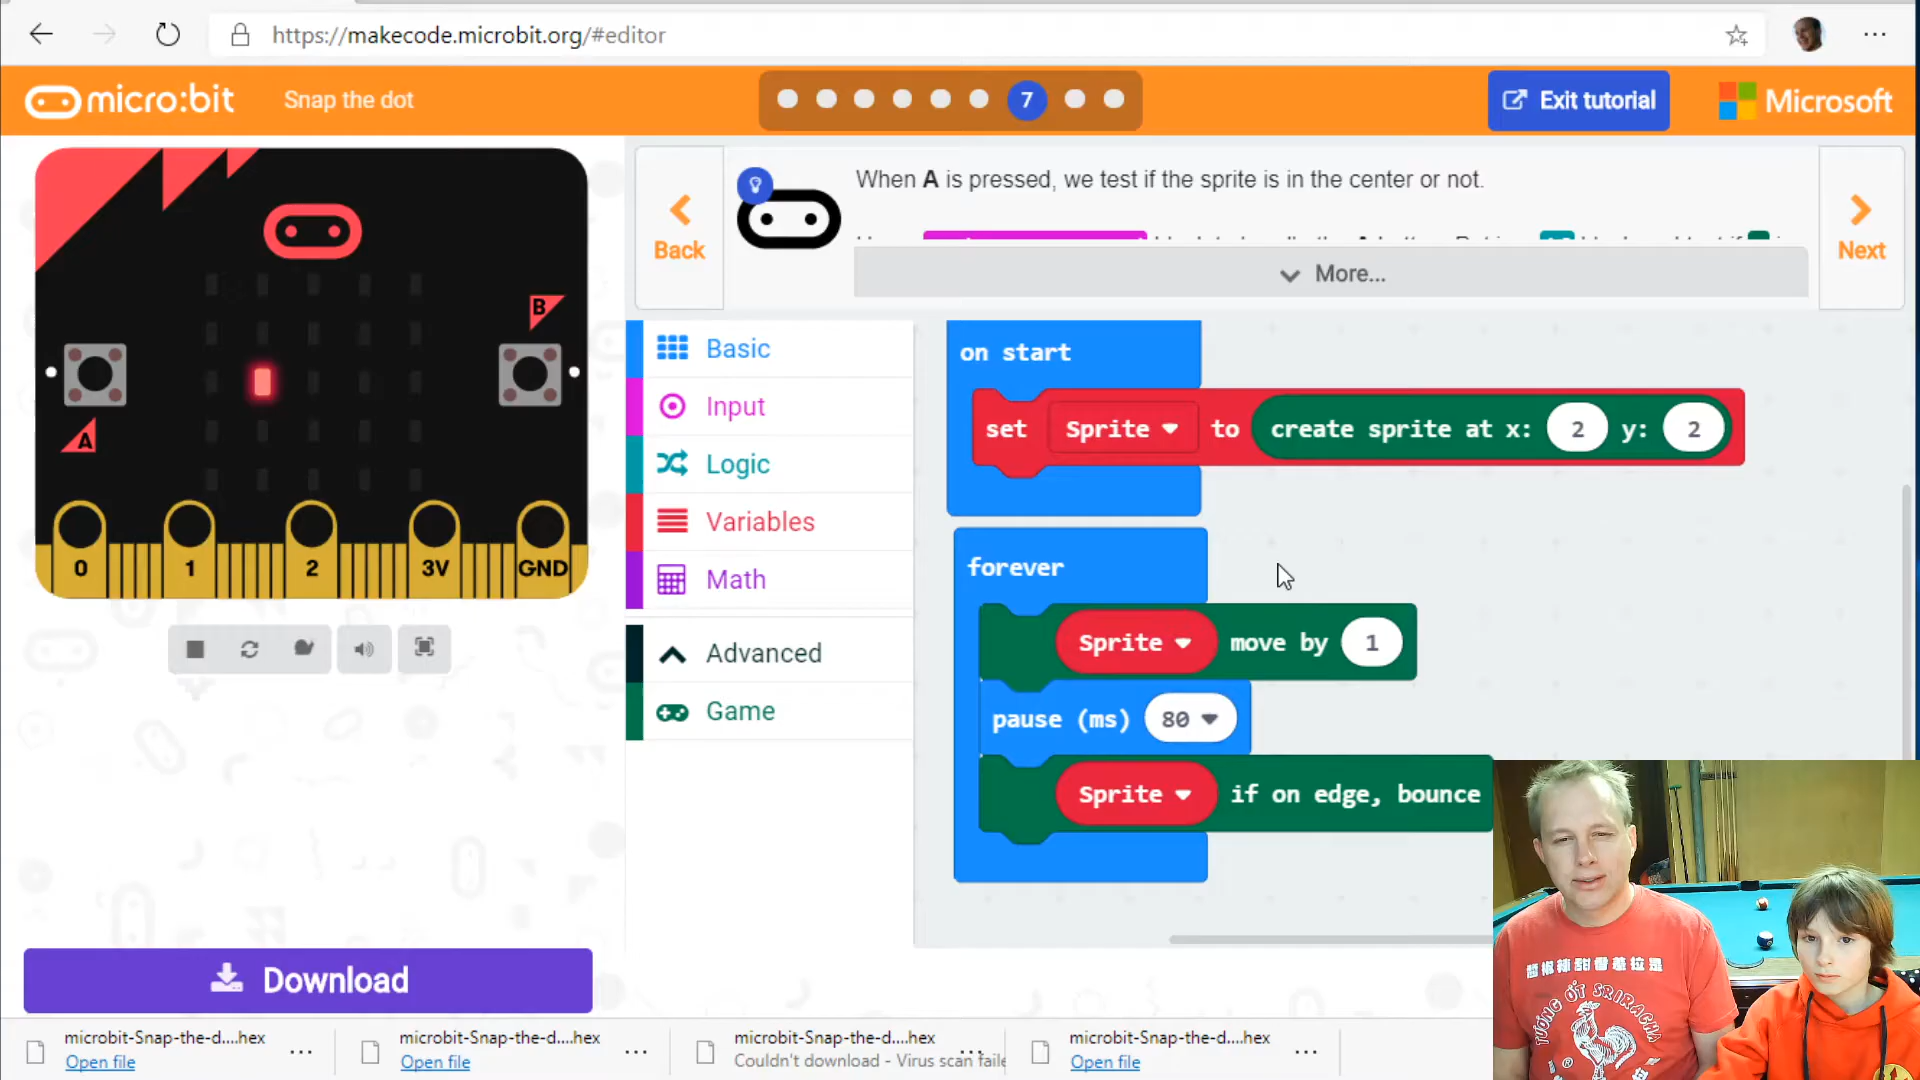 https://makecode.microbit.org/#editor
micro:bit
Snap the dot
7
Exit tutorial
Microsoft
Back
When A is pressed, we test if the sprite is in the center or not.
More...
Next
B
A
0 1 2 3V GND
Basic
Input
Logic
Variables
Math
Advanced
Game
on start
set Sprite to create sprite at x: 2 y: 2
forever
Sprite move by 1
pause (ms) 80
Sprite if on edge, bounce
Download
TƯƠNG ỚT SRIRACHA
microbit-Snap-the-d....hex
Open file
microbit-Snap-the-d....hex
Open file
microbit-Snap-the-d....hex
Couldn't download - Virus scan faile
microbit-Snap-the-d....hex
Open file